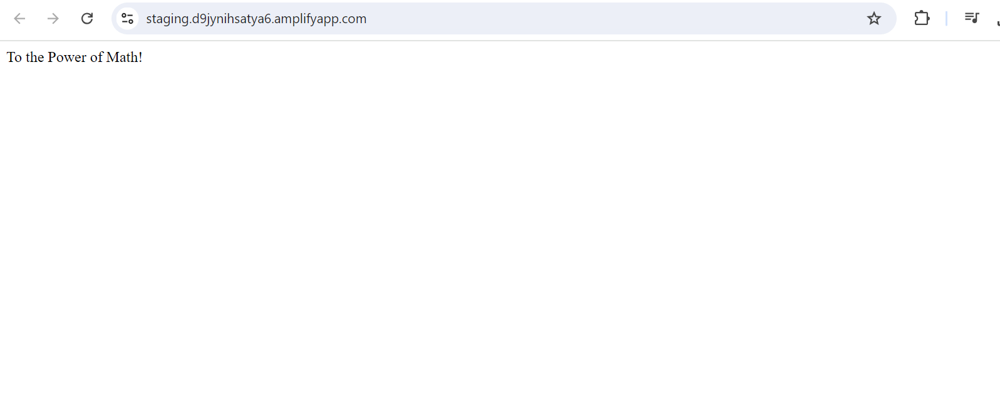 staging.d9jynihsatya6.amplifyapp.com
To the Power of Math!